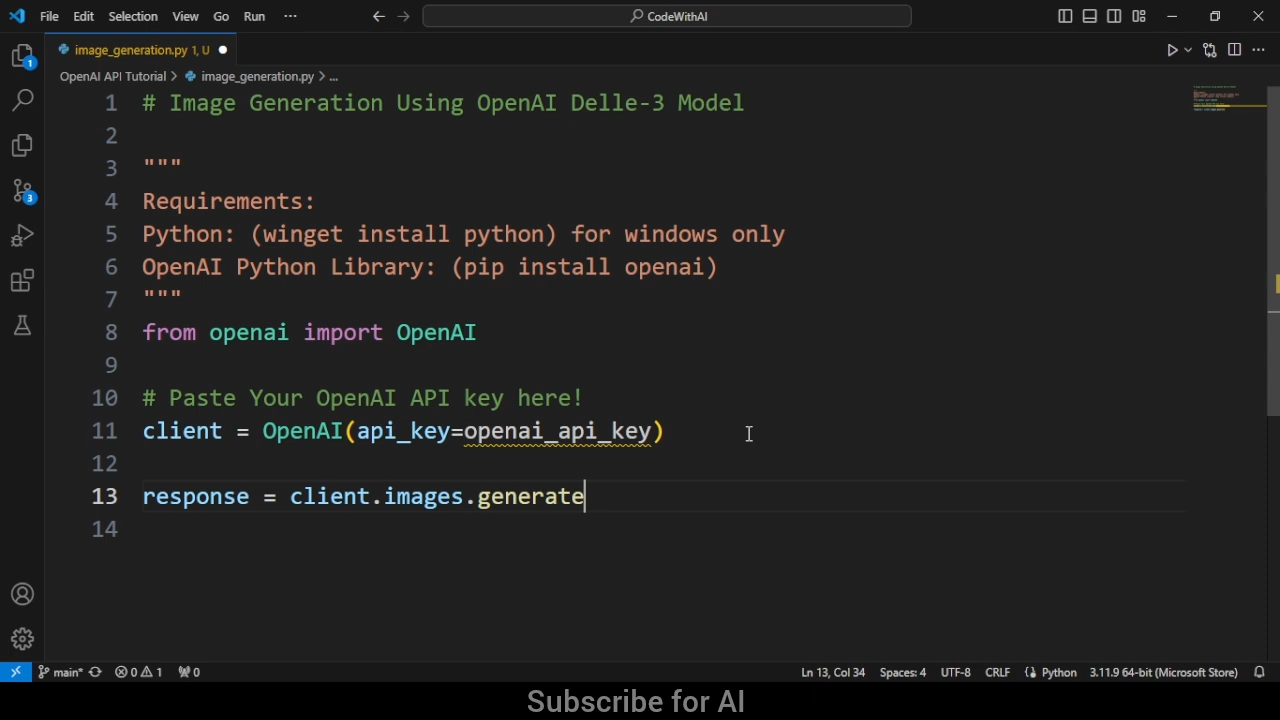 File Edit Selection View Go Run ··· CodeWithAI
image_generation.py 1, U
OpenAI API Tutorial > image_generation.py > ...
1 # Image Generation Using OpenAI Delle-3 Model
2
3 """
4 Requirements:
5 Python: (winget install python) for windows only
6 OpenAI Python Library: (pip install openai)
7 """
8 from openai import OpenAI
9
10 # Paste Your OpenAI API key here!
11 client = OpenAI(api_key=openai_api_key)
12
13 response = client.images.generate
14
1
3
main* 0 1 0 Ln 13, Col 34 Spaces: 4 UTF-8 CRLF Python 3.11.9 64-bit (Microsoft Store)
Subscribe for AI